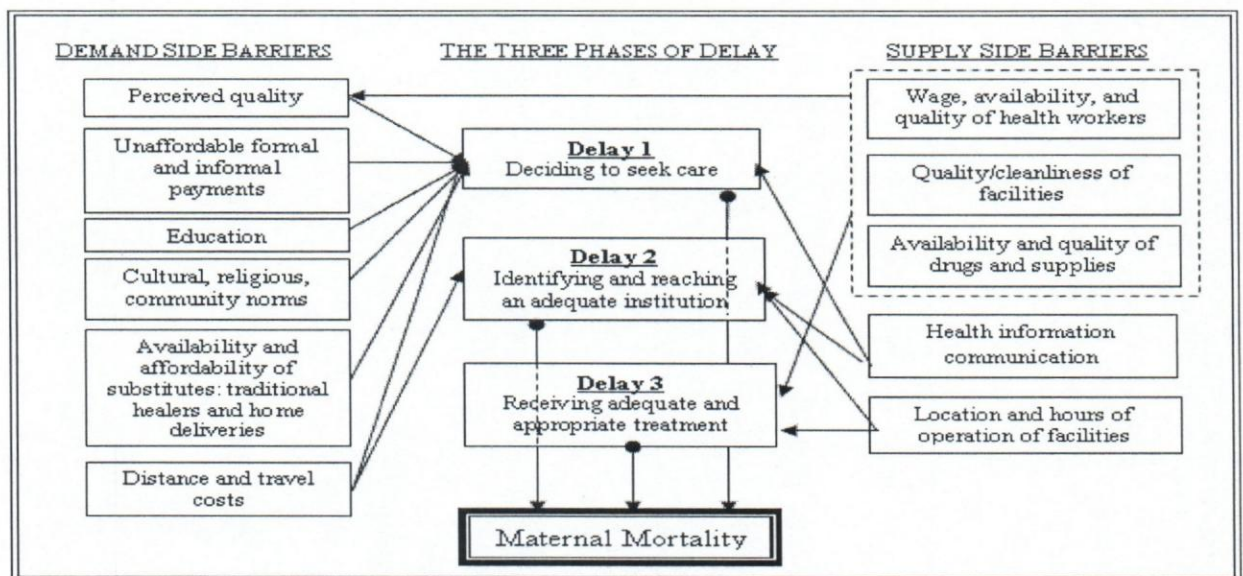 DEMAND SIDE BARRIERS
Perceived quality
Unaffordable formal
and informal
payments
Education
Cultural, religious,
community norms
Availability and
affordability of
substitutes: traditional
healers and home
deliveries
Distance and travel
costs
THE THREE PHASES OF DELAY
Delay 1
Deciding to seek care
Delay 2
Identifying and reaching
an adequate institution
Delay 3
Receiving adequate and
appropriate treatment
Maternal Mortality
SUPPLY SIDE BARRIERS
Wage, availability, and
quality of health workers
Quality/cleanliness of
facilities
Availability and quality of
drugs and supplies
Health information
communication
Location and hours of
operation of facilities